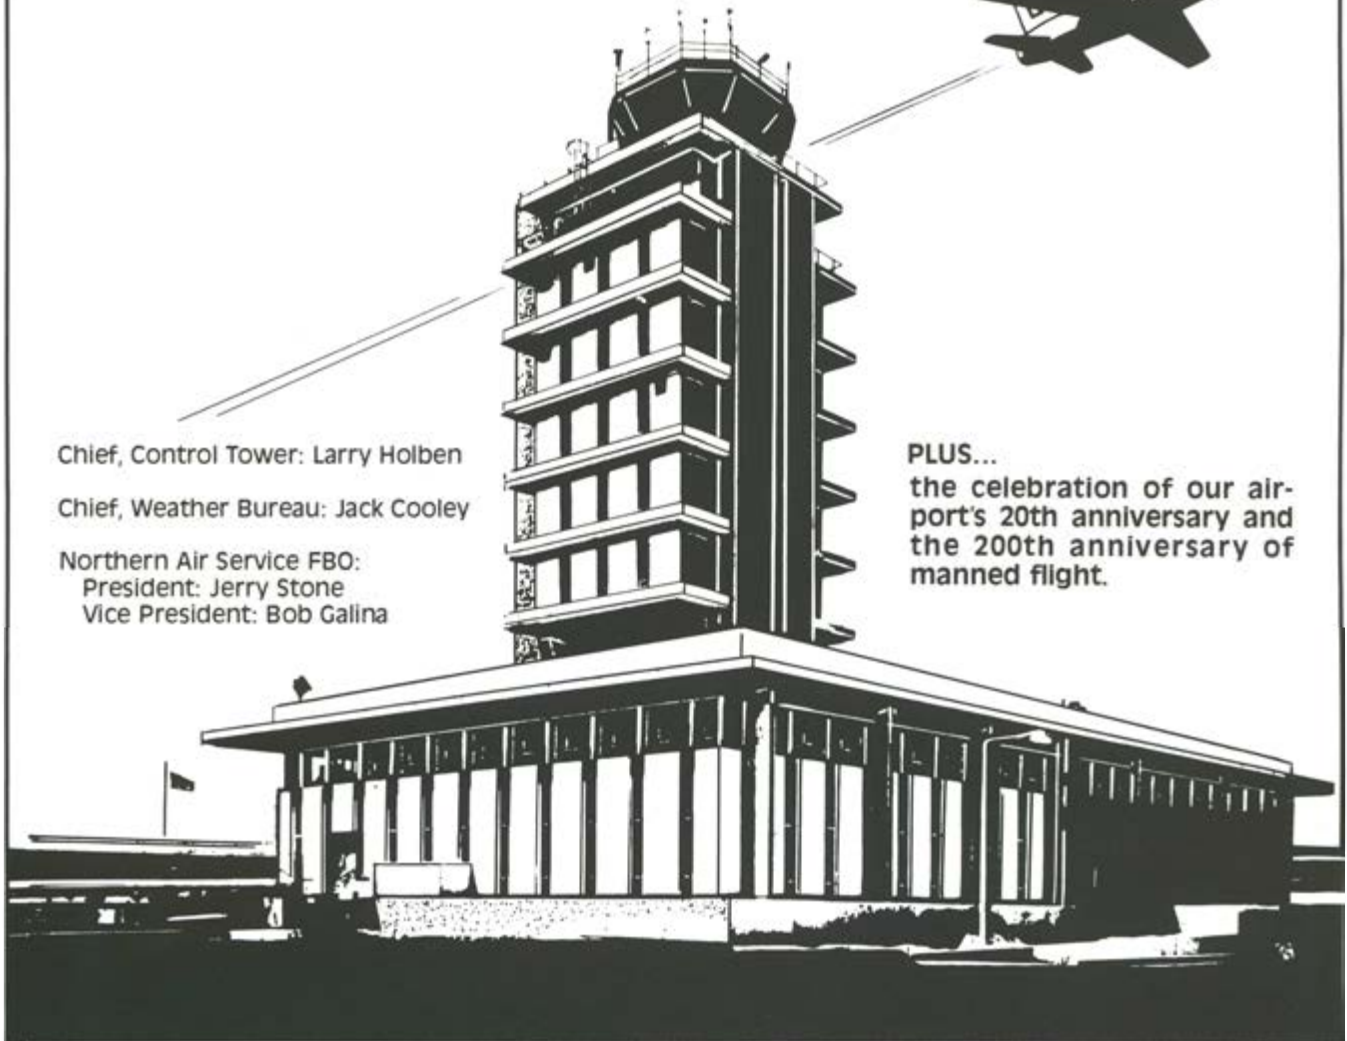 Chief, Control Tower: Larry Holben
Chief, Weather Bureau: Jack Cooley
Northern Air Service FBO:
President: Jerry Stone
Vice President: Bob Galina
PLUS...
the celebration of our air-
port's 20th anniversary and
the 200th anniversary of
manned flight.